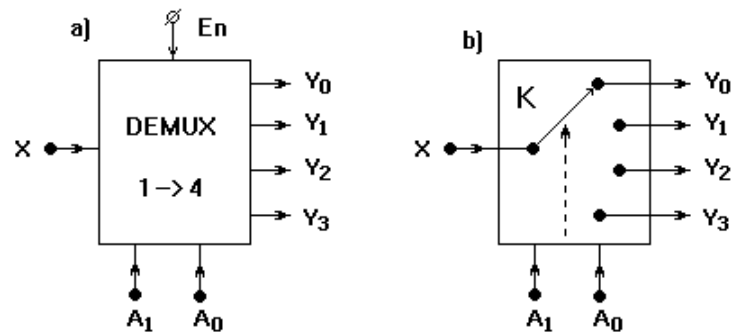 a) En
DEMUX
1 -> 4
X
Y0
Y1
Y2
Y3
A1 A0
b)
K
X
Y0
Y1
Y2
Y3
A1 A0